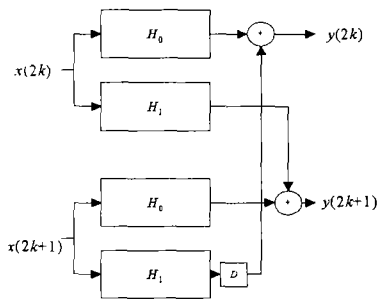 H₀
y(2k)
x(2k)
H₁
H₀
y(2k+1)
x(2k+1)
H₁
D